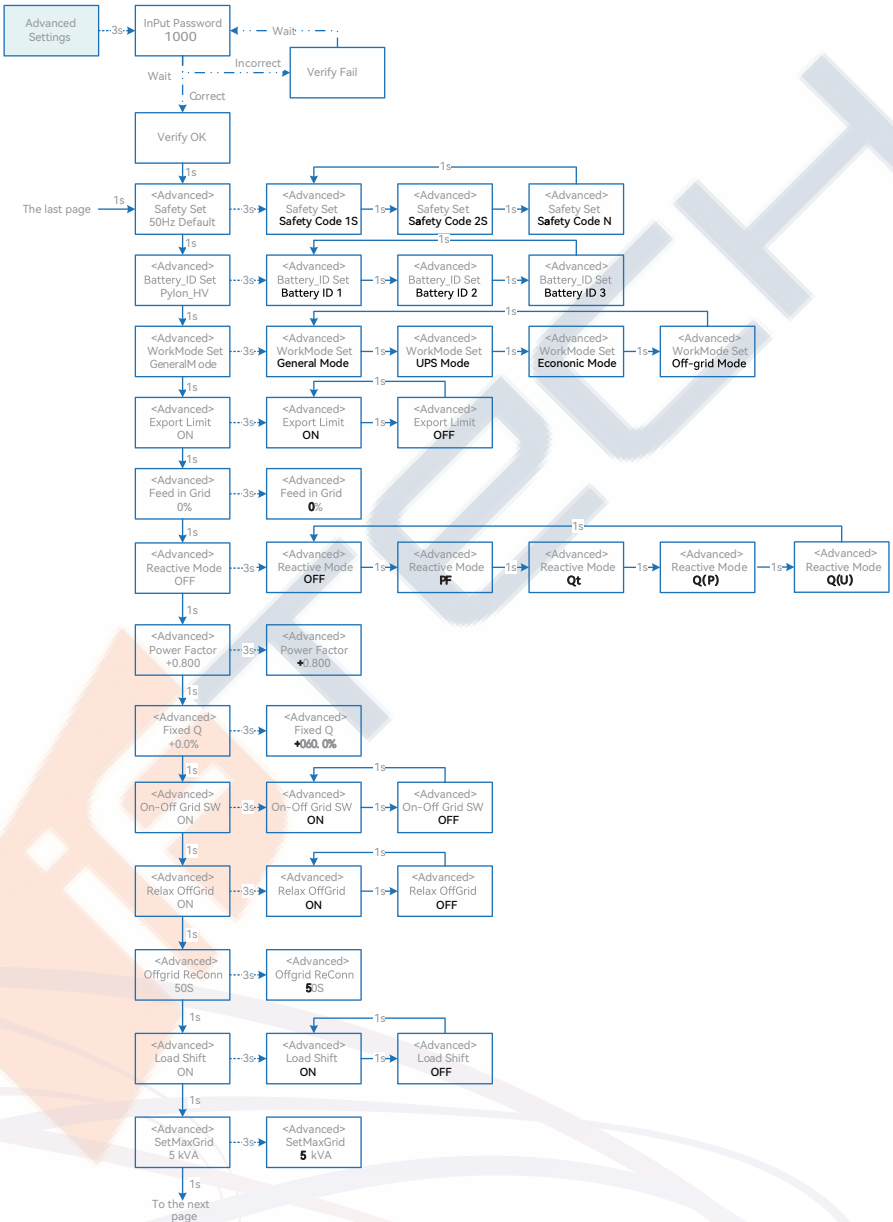 Advanced
Settings
3s
InPut Password
1000
Wait
Incorrect
Wait
Verify Fail
Correct
Verify OK
1s
1s
The last page
1s
<Advanced>
Safety Set
50Hz Default
3s
<Advanced>
Safety Set
Safety Code 1S
1s
<Advanced>
Safety Set
Safety Code 2S
1s
<Advanced>
Safety Set
Safety Code N
1s
1s
<Advanced>
Battery_ID Set
Pylon_HV
3s
<Advanced>
Battery_ID Set
Battery ID 1
1s
<Advanced>
Battery_ID Set
Battery ID 2
1s
<Advanced>
Battery_ID Set
Battery ID 3
1s
1s
<Advanced>
WorkMode Set
GeneralMode
3s
<Advanced>
WorkMode Set
General Mode
1s
<Advanced>
WorkMode Set
UPS Mode
1s
<Advanced>
WorkMode Set
Econonic Mode
1s
<Advanced>
WorkMode Set
Off-grid Mode
1s
1s
<Advanced>
Export Limit
ON
3s
<Advanced>
Export Limit
ON
1s
<Advanced>
Export Limit
OFF
1s
<Advanced>
Feed in Grid
0%
3s
<Advanced>
Feed in Grid
0%
1s
1s
<Advanced>
Reactive Mode
OFF
3s
<Advanced>
Reactive Mode
OFF
1s
<Advanced>
Reactive Mode
PF
1s
<Advanced>
Reactive Mode
Qt
1s
<Advanced>
Reactive Mode
Q(P)
1s
<Advanced>
Reactive Mode
Q(U)
1s
<Advanced>
Power Factor
+0.800
3s
<Advanced>
Power Factor
+0.800
1s
<Advanced>
Fixed Q
+0.0%
3s
<Advanced>
Fixed Q
+060. 0%
1s
1s
<Advanced>
On-Off Grid SW
ON
3s
<Advanced>
On-Off Grid SW
ON
1s
<Advanced>
On-Off Grid SW
OFF
1s
1s
<Advanced>
Relax OffGrid
ON
3s
<Advanced>
Relax OffGrid
ON
1s
<Advanced>
Relax OffGrid
OFF
1s
<Advanced>
Offgrid ReConn
50S
3s
<Advanced>
Offgrid ReConn
50S
1s
1s
<Advanced>
Load Shift
ON
3s
<Advanced>
Load Shift
ON
1s
<Advanced>
Load Shift
OFF
1s
<Advanced>
SetMaxGrid
5 kVA
3s
<Advanced>
SetMaxGrid
5 kVA
1s
To the next
page
iaTECH